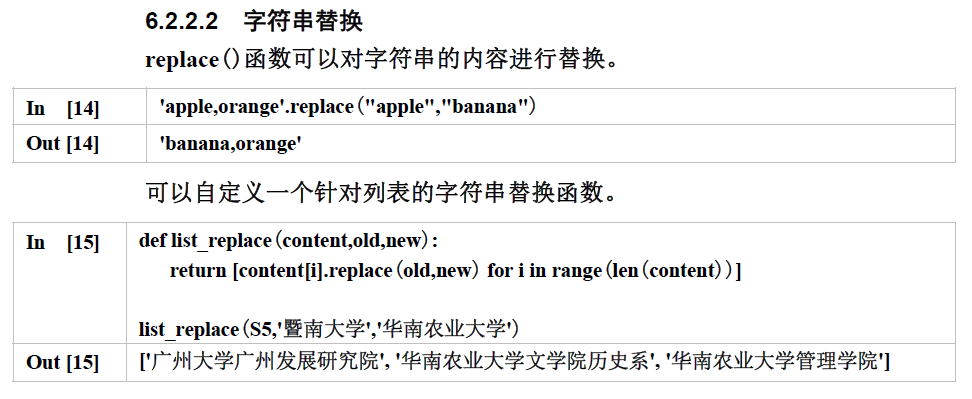 6.2.2.2 字符串替换
replace()函数可以对字符串的内容进行替换。
In [14] 'apple,orange'.replace("apple","banana")
Out [14] 'banana,orange'
可以自定义一个针对列表的字符串替换函数。
In [15] def list_replace(content,old,new):
return [content[i].replace(old,new) for i in range(len(content))]
list_replace(S5,'暨南大学','华南农业大学')
Out [15] ['广州大学广州发展研究院', '华南农业大学文学院历史系', '华南农业大学管理学院']